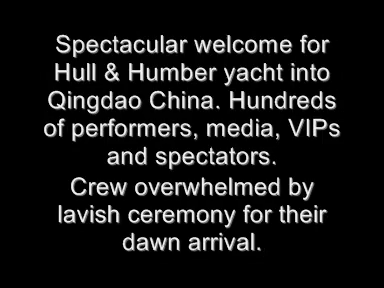 Spectacular welcome for
Hull & Humber yacht into
Qingdao China. Hundreds
of performers, media, VIPs
and spectators.
Crew overwhelmed by
lavish ceremony for their
dawn arrival.